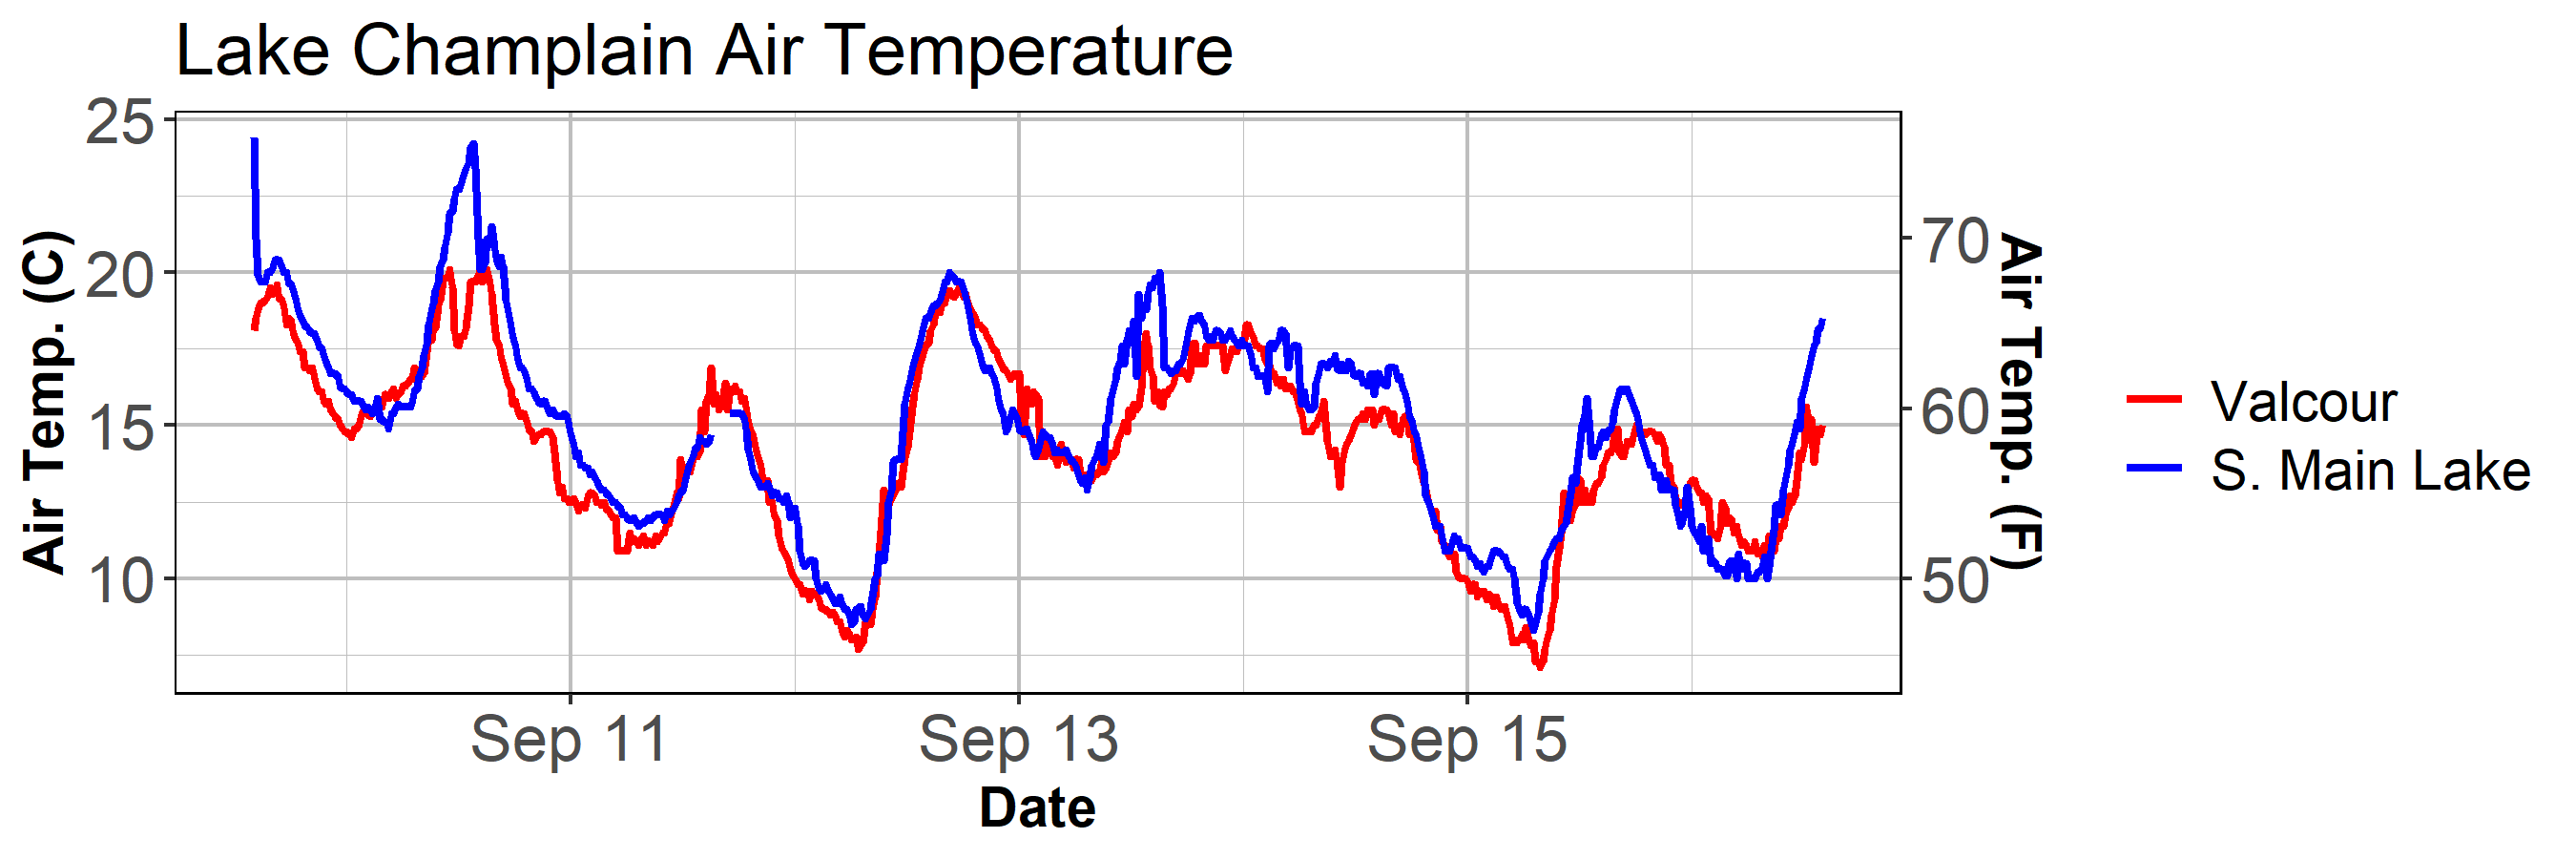 Lake Champlain Air Temperature
25
20
15
10
Air Temp. (C)
70
60
50
Air Temp. (F)
Sep 11
Sep 13
Sep 15
Date
Valcour
S. Main Lake